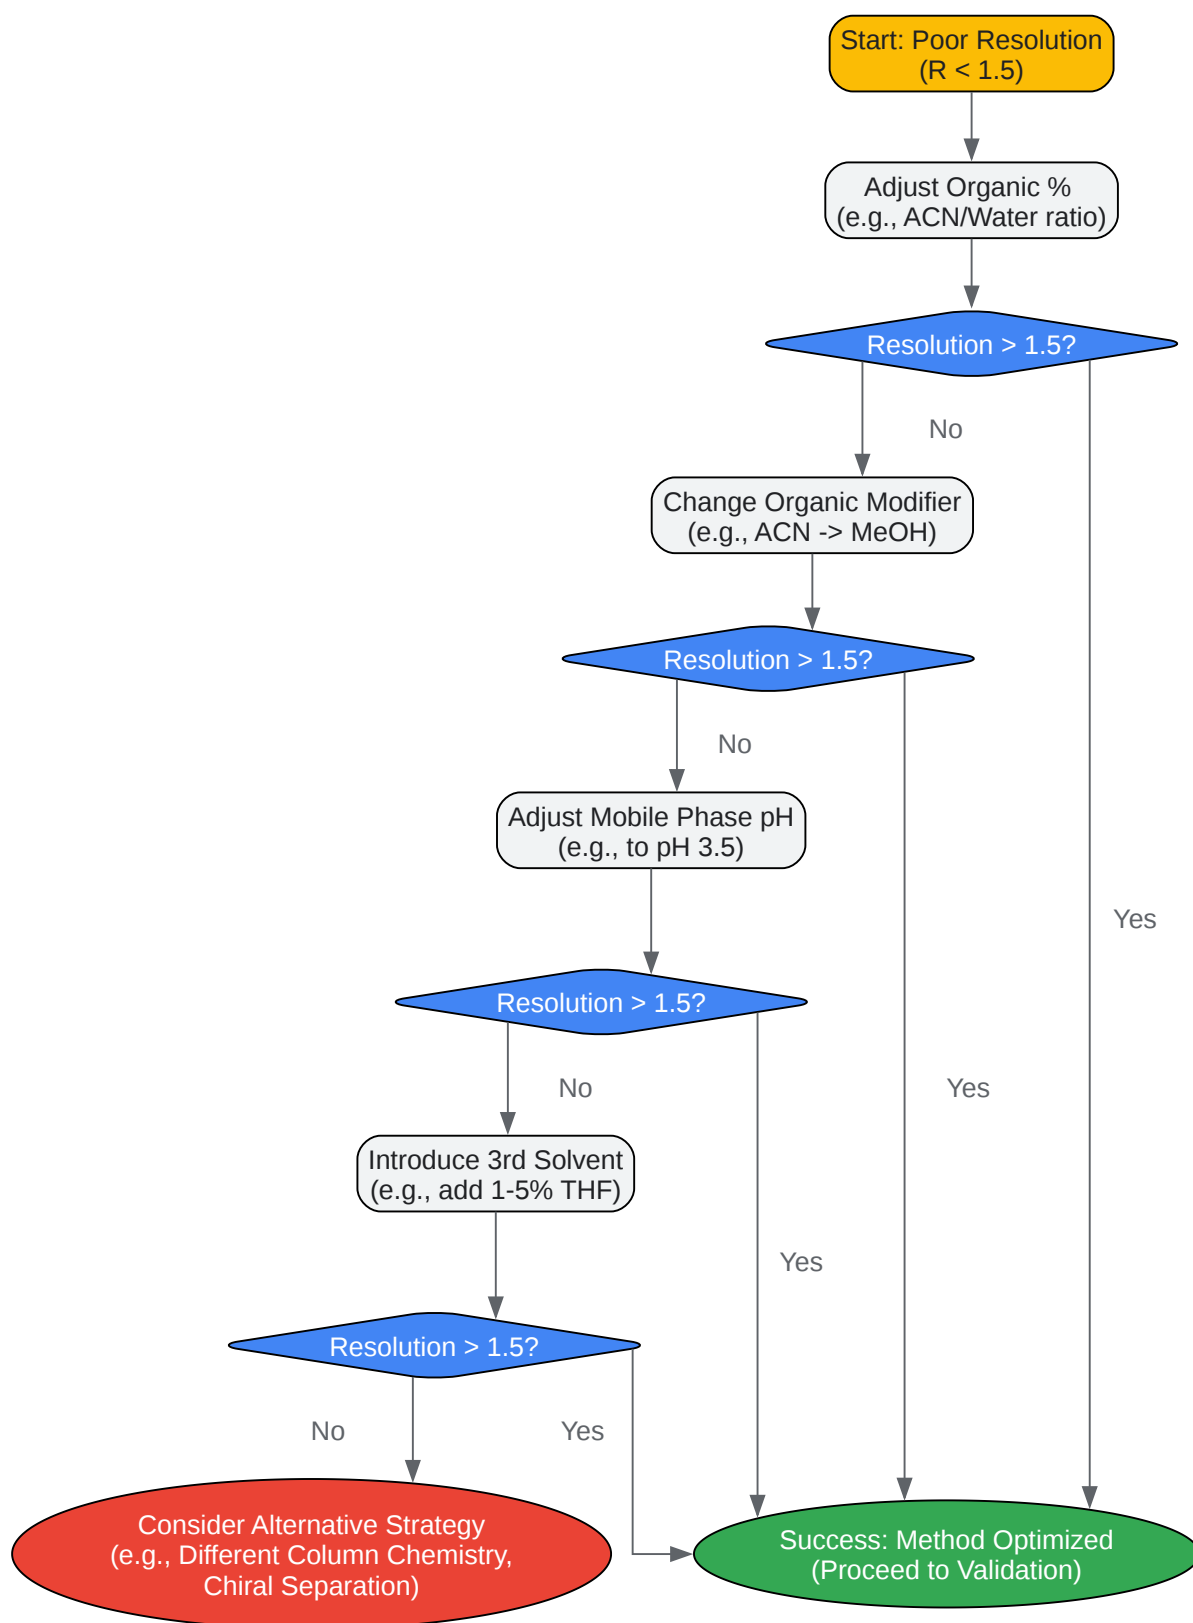 Start: Poor Resolution
(R < 1.5)
Adjust Organic %
(e.g., ACN/Water ratio)
Resolution > 1.5?
No
Change Organic Modifier
(e.g., ACN -> MeOH)
Resolution > 1.5?
No
Adjust Mobile Phase pH
(e.g., to pH 3.5)
Yes
Resolution > 1.5?
No
Yes
Introduce 3rd Solvent
(e.g., add 1-5% THF)
Yes
Resolution > 1.5?
No
Yes
Consider Alternative Strategy
(e.g., Different Column Chemistry,
Chiral Separation)
Success: Method Optimized
(Proceed to Validation)